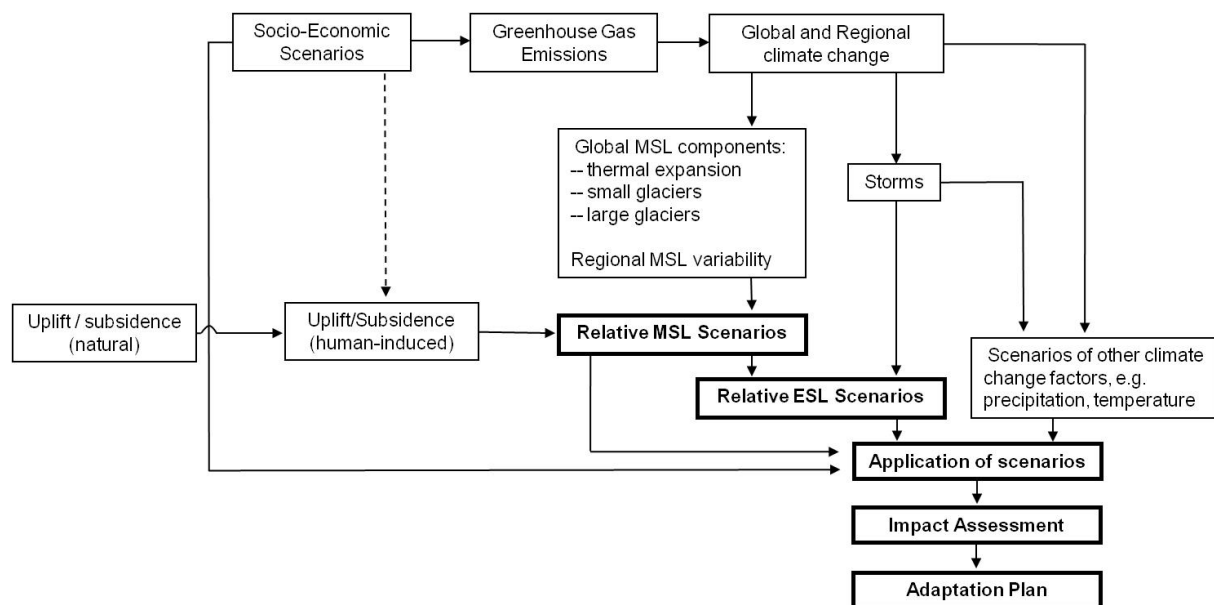 Socio-Economic
Scenarios
Greenhouse Gas
Emissions
Global and Regional
climate change
Global MSL components:
-- thermal expansion
-- small glaciers
-- large glaciers
Regional MSL variability
Storms
Uplift / subsidence
(natural)
Uplift/Subsidence
(human-induced)
Relative MSL Scenarios
Scenarios of other climate
change factors, e.g.
precipitation, temperature
Relative ESL Scenarios
Application of scenarios
Impact Assessment
Adaptation Plan